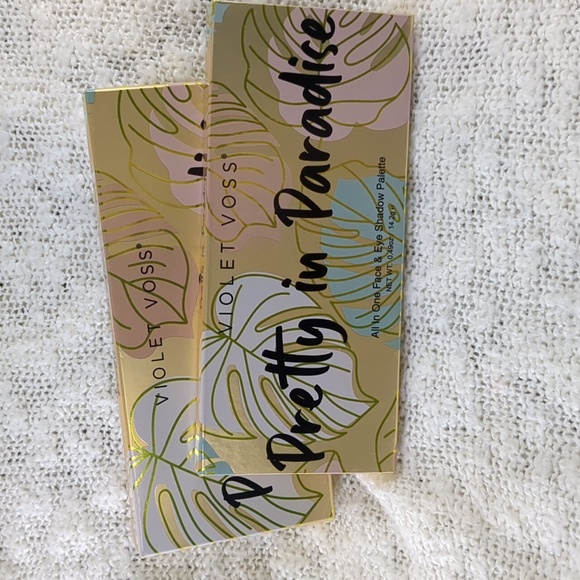 VIOLET VOSS®
Pretty in Paradise
All In One Face & Eye Shadow Palette
VIOLET VOSS®
P